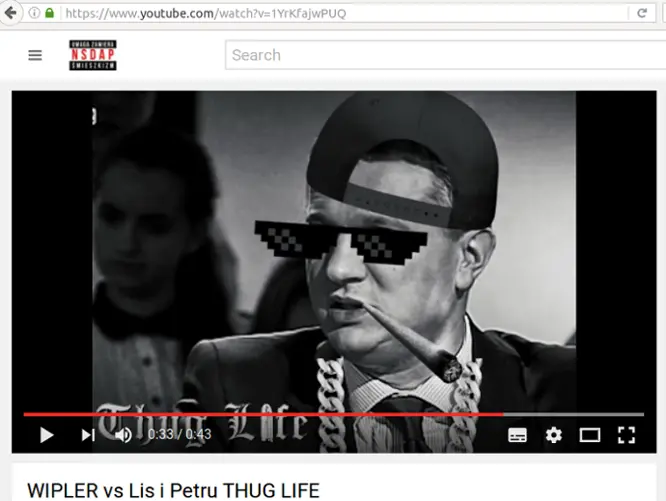 https://www.youtube.com/watch?v=1YrKfajwPUQ
UWAGA ZAWIERA
NSDAP
ŚMIESZKIZM
Search
Thug Life
0:33 / 0:43
WIPLER vs Lis i Petru THUG LIFE